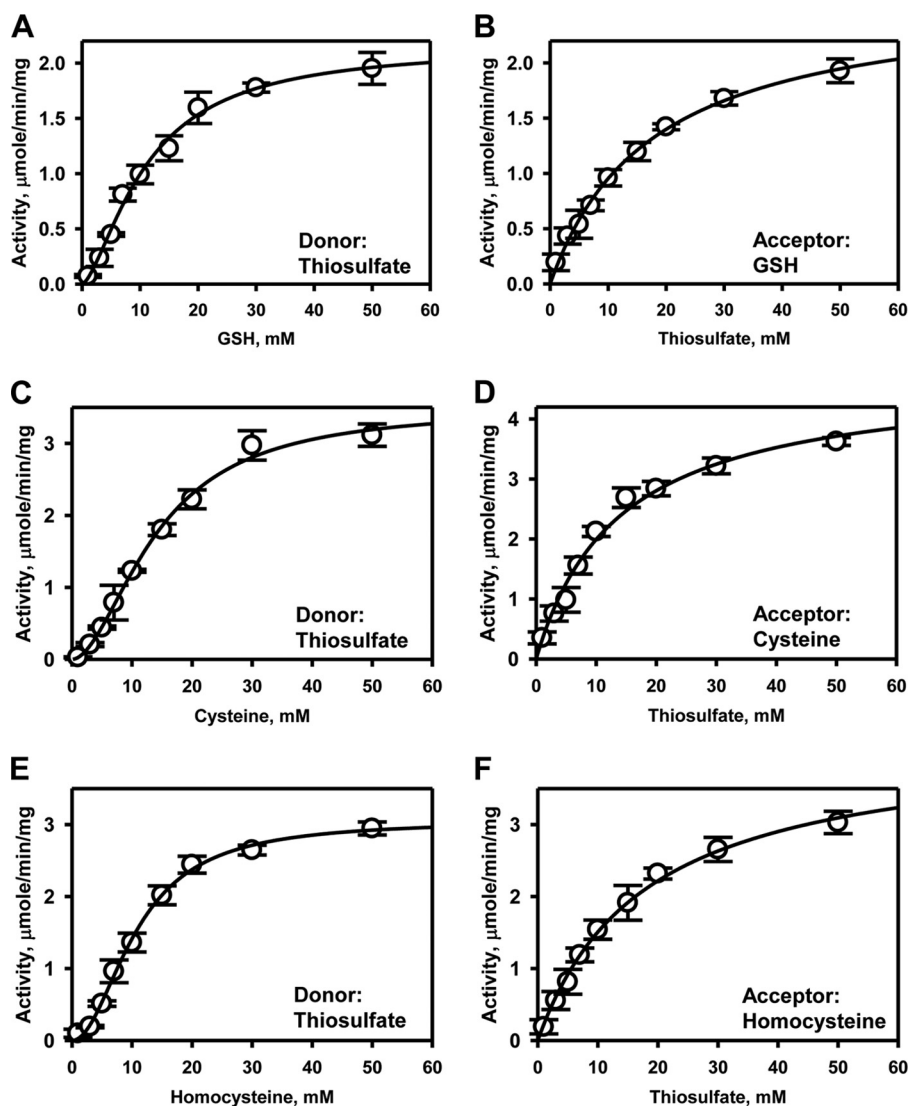 A
Activity, μmole/min/mg
2.0
1.5
1.0
0.5
0.0
0 10 20 30 40 50 60
GSH, mM
Donor:
Thiosulfate
B
Activity, μmole/min/mg
2.0
1.5
1.0
0.5
0.0
0 10 20 30 40 50 60
Thiosulfate, mM
Acceptor:
GSH
C
Activity, μmole/min/mg
3
2
1
0
0 10 20 30 40 50 60
Cysteine, mM
Donor:
Thiosulfate
D
Activity, μmole/min/mg
4
3
2
1
0
0 10 20 30 40 50 60
Thiosulfate, mM
Acceptor:
Cysteine
E
Activity, μmole/min/mg
3
2
1
0
0 10 20 30 40 50 60
Homocysteine, mM
Donor:
Thiosulfate
F
Activity, μmole/min/mg
3
2
1
0
0 10 20 30 40 50 60
Thiosulfate, mM
Acceptor:
Homocysteine